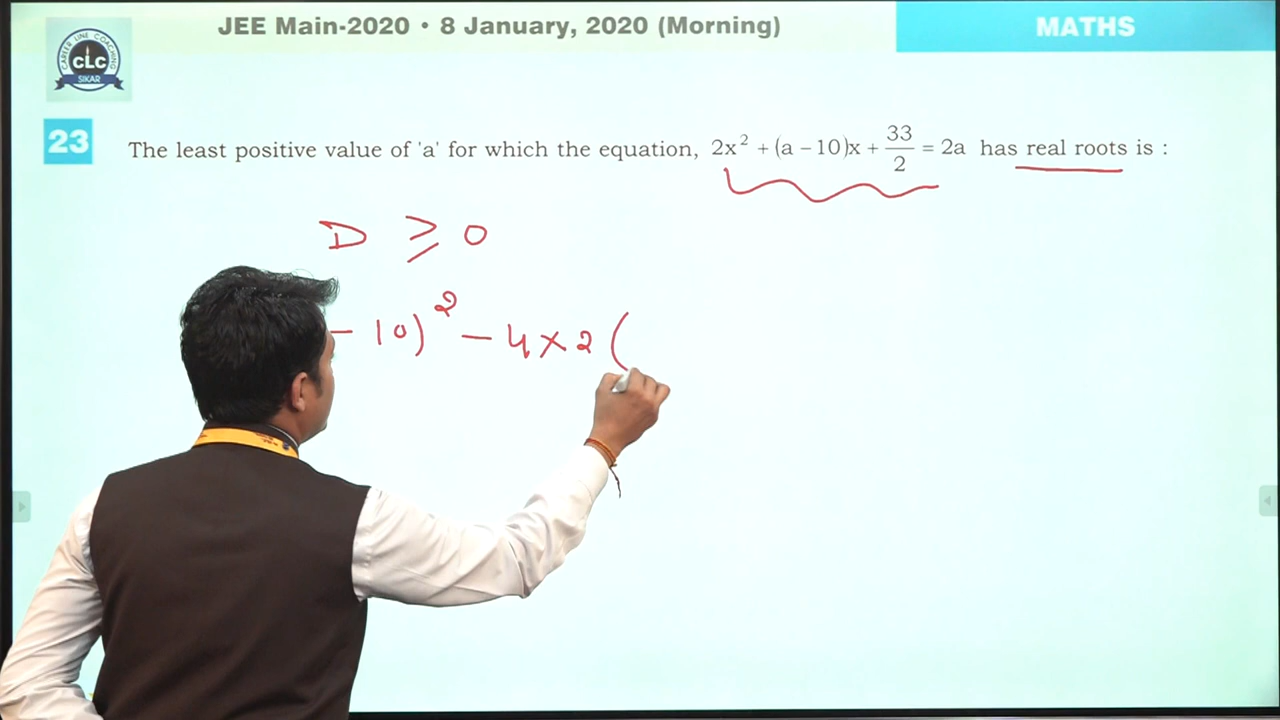 JEE Main-2020 • 8 January, 2020 (Morning)
MATHS
CAREER LINE COACHING
CLC
SIKAR
23
The least positive value of 'a' for which the equation, 2x² + (a – 10)x + 33/2 = 2a has real roots is :
D ≥ 0
– 10)² – 4×2 (